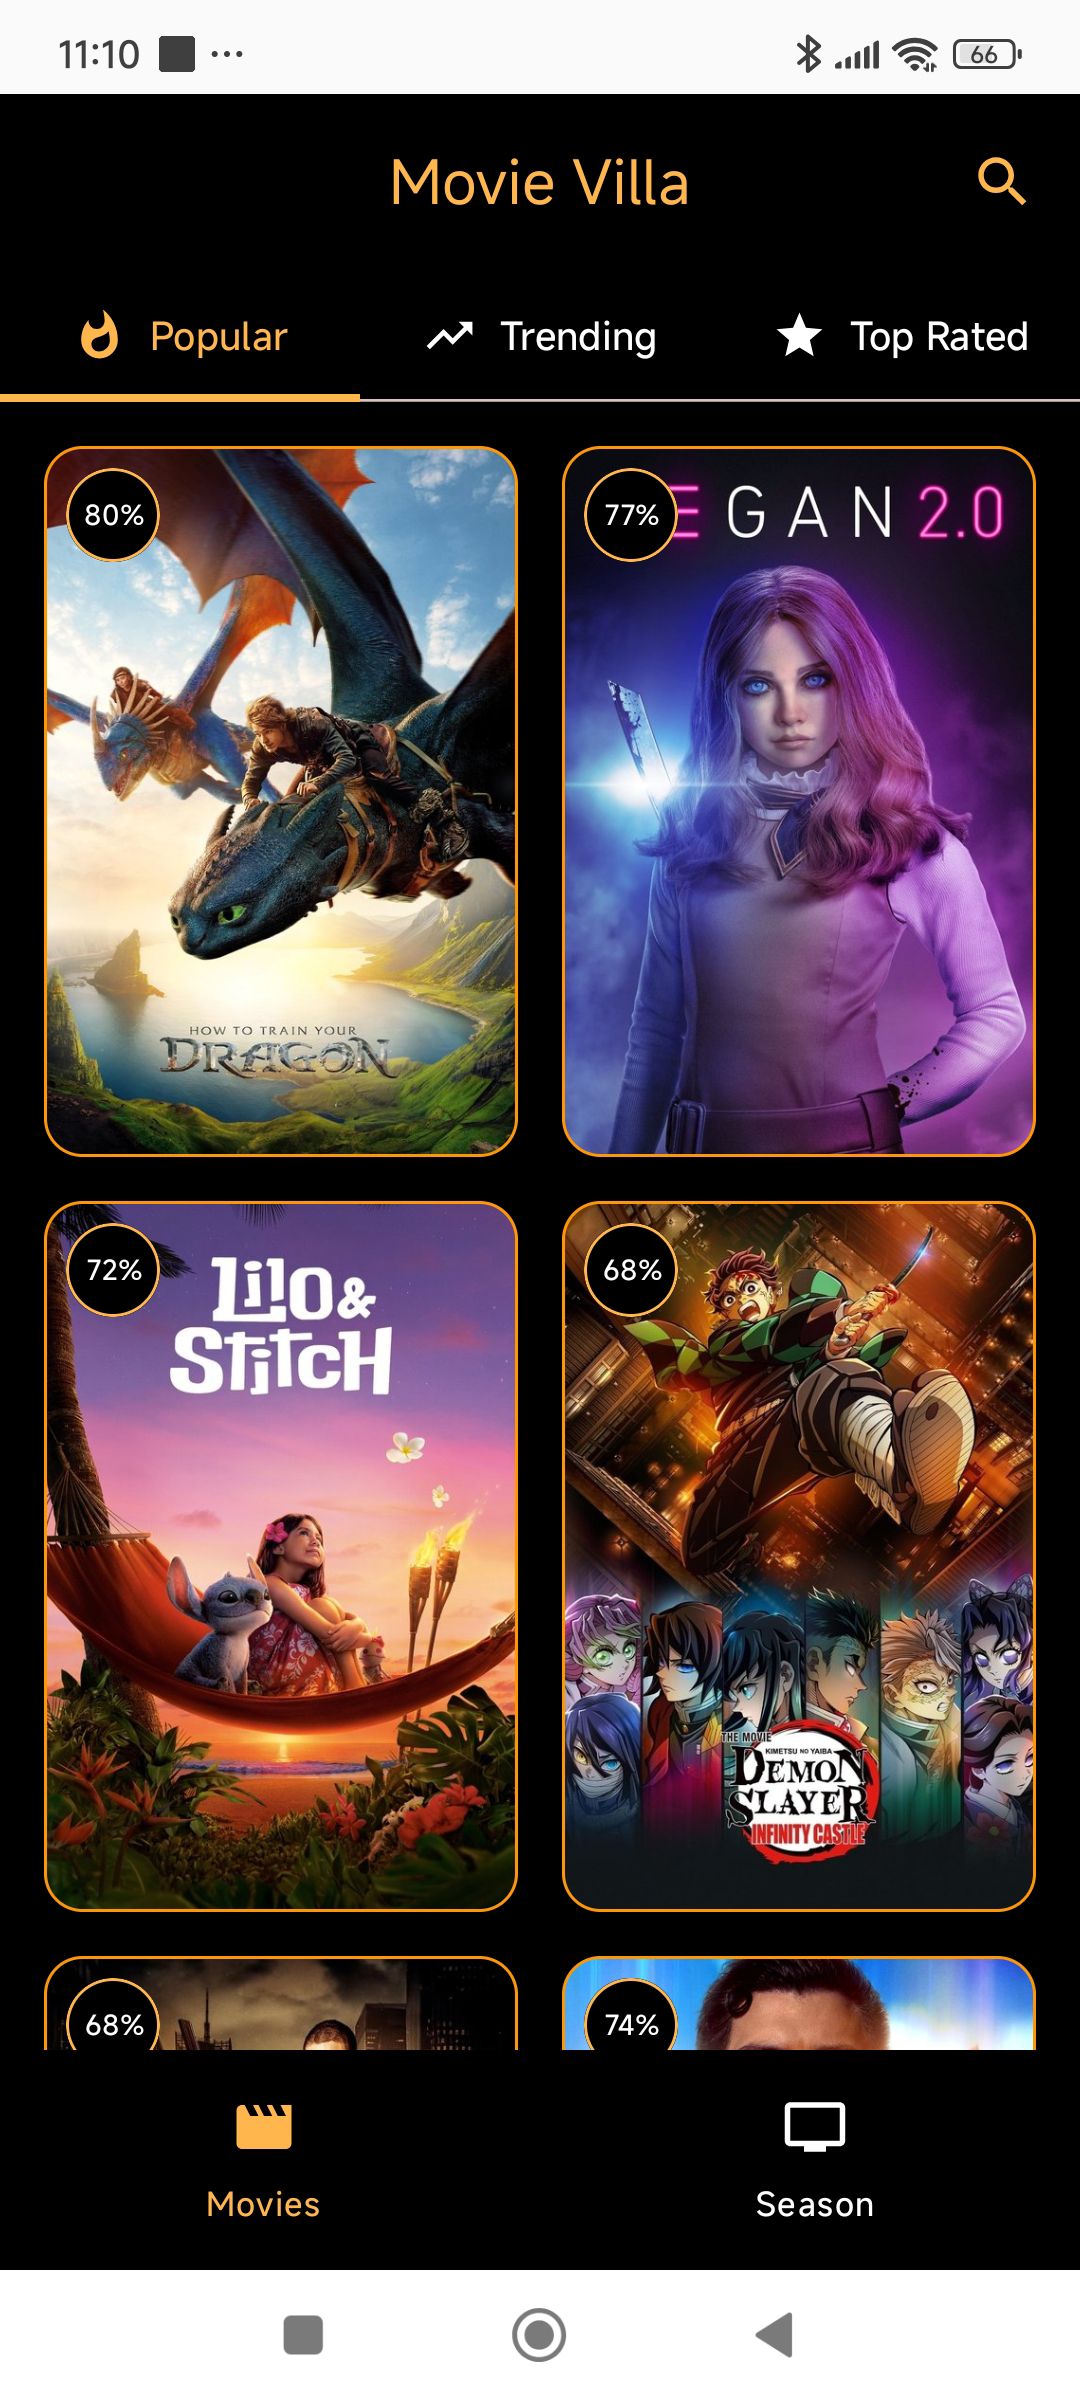 11:10
66
Movie Villa
Popular
Trending
Top Rated
80%
HOW TO TRAIN YOUR
DRAGON
77%
E GAN 2.0
72%
Lilo &
Stitch
68%
THE MOVIE
KIMETSU NO YAIBA
DEMON
SLAYER
INFINITY CASTLE
68%
74%
Movies
Season